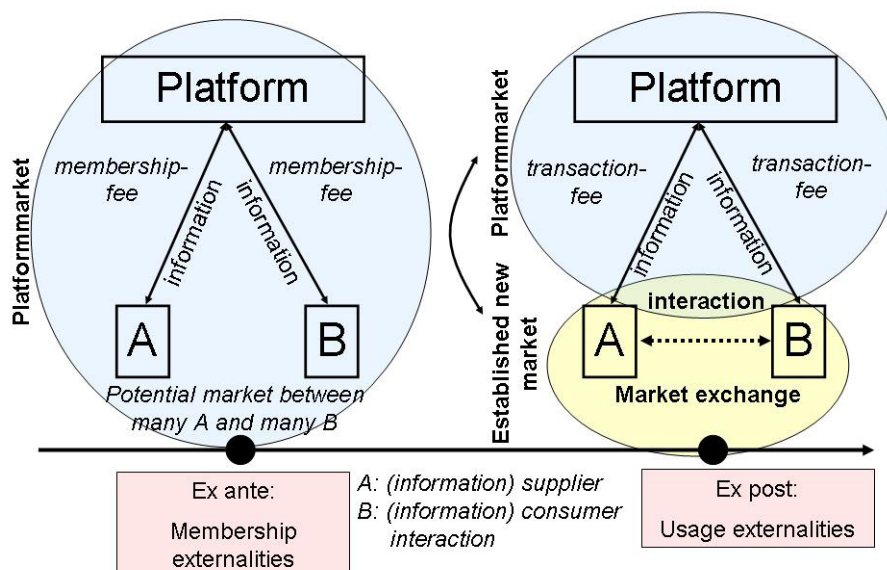 Platform
membership-
fee
membership-
fee
information
information
Platformmarket
A
B
Potential market between
many A and many B
Platform
transaction-
fee
transaction-
fee
information
information
Platformmarket
Established new
market
interaction
A
B
Market exchange
Ex ante:
Membership
externalities
A: (information) supplier
B: (information) consumer
interaction
Ex post:
Usage externalities